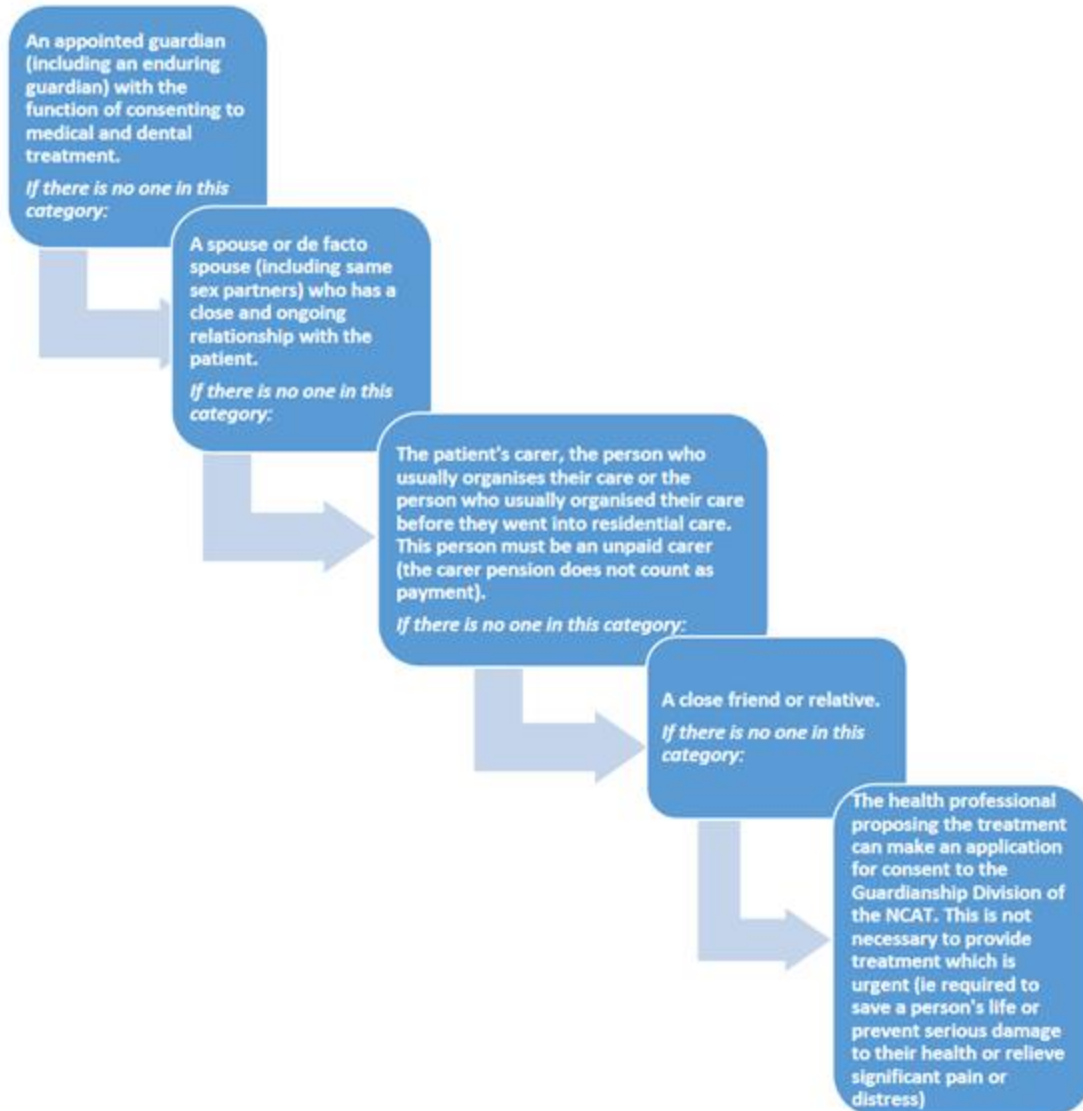 An appointed guardian
(including an enduring
guardian) with the
function of consenting to
medical and dental
treatment.
If there is no one in this
category:
A spouse or de facto
spouse (including same
sex partners) who has a
close and ongoing
relationship with the
patient.
If there is no one in this
category:
The patient's carer, the person who
usually organises their care or the
person who usually organised their care
before they went into residential care.
This person must be an unpaid carer
(the carer pension does not count as
payment).
If there is no one in this category:
A close friend or relative.
If there is no one in this
category:
The health professional
proposing the treatment
can make an application
for consent to the
Guardianship Division of
the NCAT. This is not
necessary to provide
treatment which is
urgent (ie required to
save a person's life or
prevent serious damage
to their health or relieve
significant pain or
distress)